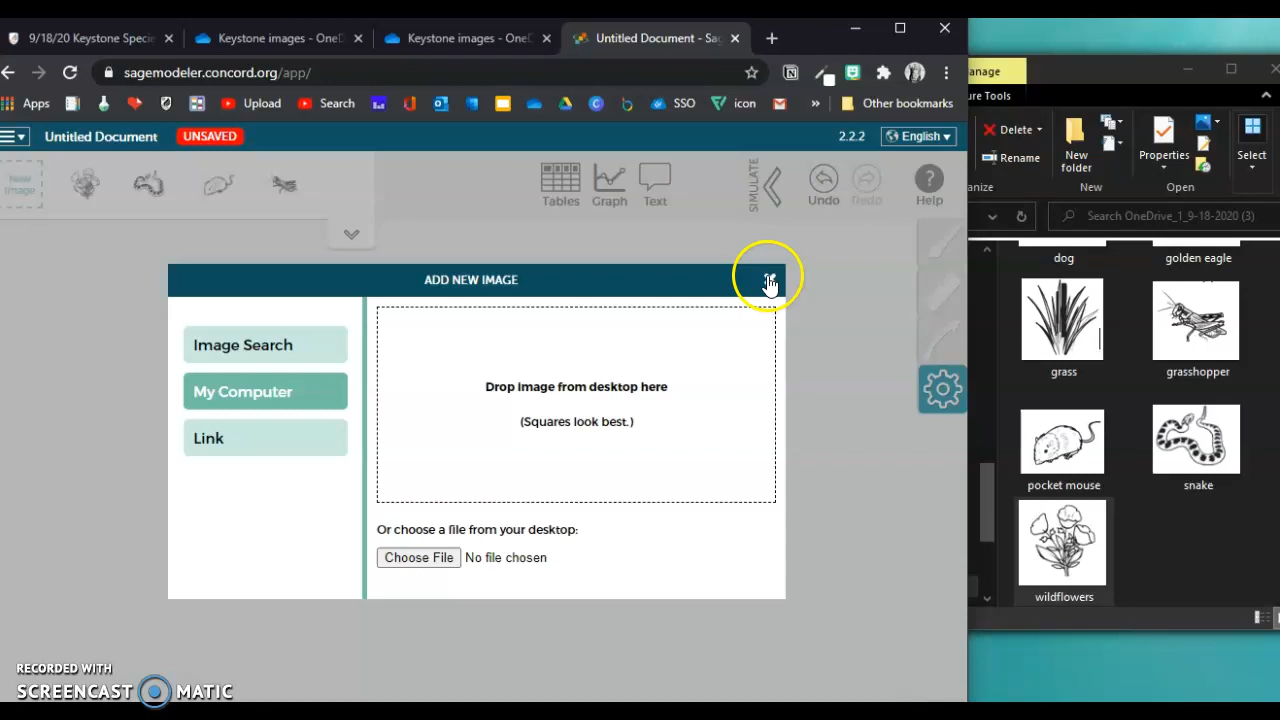 9/18/20 Keystone Specie
Keystone images - OneD
Keystone images - OneD
Untitled Document - Sag
sagemodeler.concord.org/app/
Apps
Upload
Search
SSO
icon
Other bookmarks
Untitled Document
UNSAVED
2.2.2
English
New
Image
Tables
Graph
Text
SIMULATE
Undo
Redo
Help
ADD NEW IMAGE
Image Search
My Computer
Link
Drop image from desktop here
(Squares look best.)
Or choose a file from your desktop:
Choose File No file chosen
anage
ure Tools
Delete
Rename
New
folder
Properties
Select
anize
New
Open
Search OneDrive_1_9-18-2020 (3)
dog
golden eagle
grass
grasshopper
pocket mouse
snake
wildflowers
RECORDED WITH
SCREENCAST MATIC